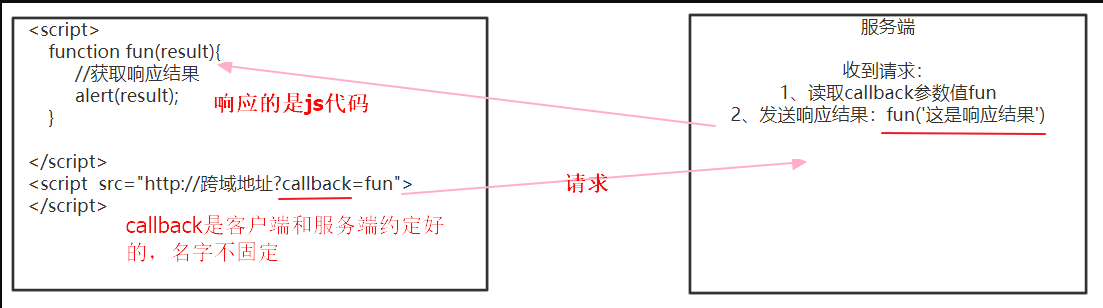 <script>
function fun(result){
//获取响应结果
alert(result);
}
响应的是js代码
</script>
<script src="http://跨域地址?callback=fun">
</script>
callback是客户端和服务端约定好
的，名字不固定
请求
服务端
收到请求：
1、读取callback参数值fun
2、发送响应结果：fun('这是响应结果')